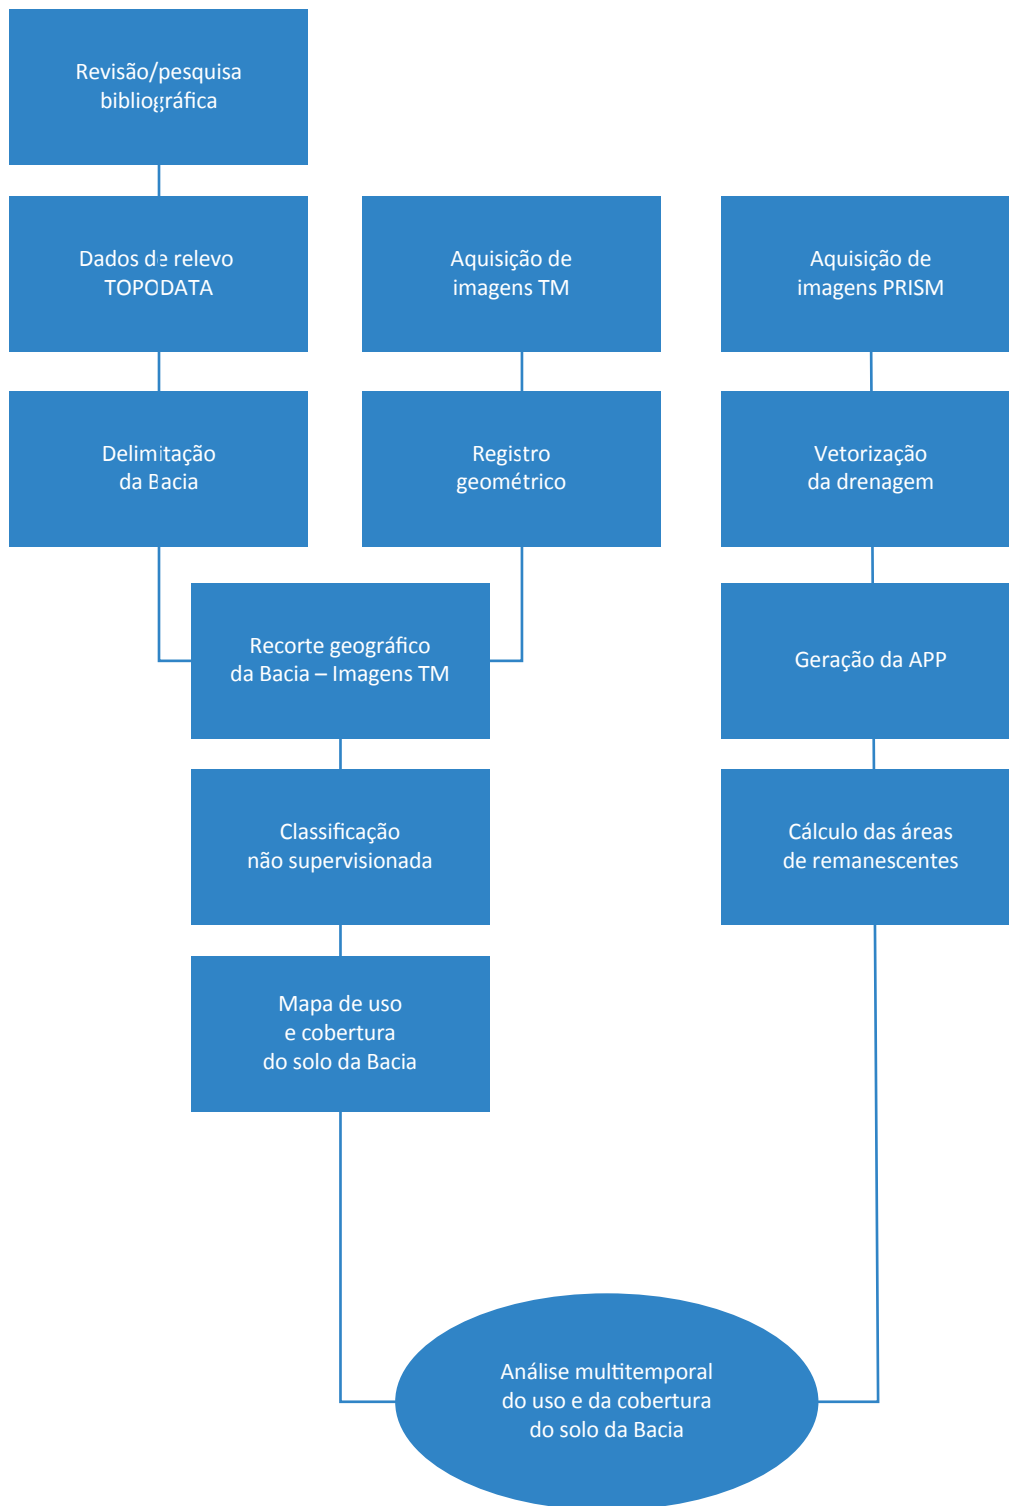 Revisão/pesquisa
bibliográfica
Dados de relevo
TOPODATA
Aquisição de
imagens TM
Aquisição de
imagens PRISM
Delimitação
da Bacia
Registro
geométrico
Vetorização
da drenagem
Recorte geográfico
da Bacia – Imagens TM
Geração da APP
Classificação
não supervisionada
Cálculo das áreas
de remanescentes
Mapa de uso
e cobertura
do solo da Bacia
Análise multitemporal
do uso e da cobertura
do solo da Bacia